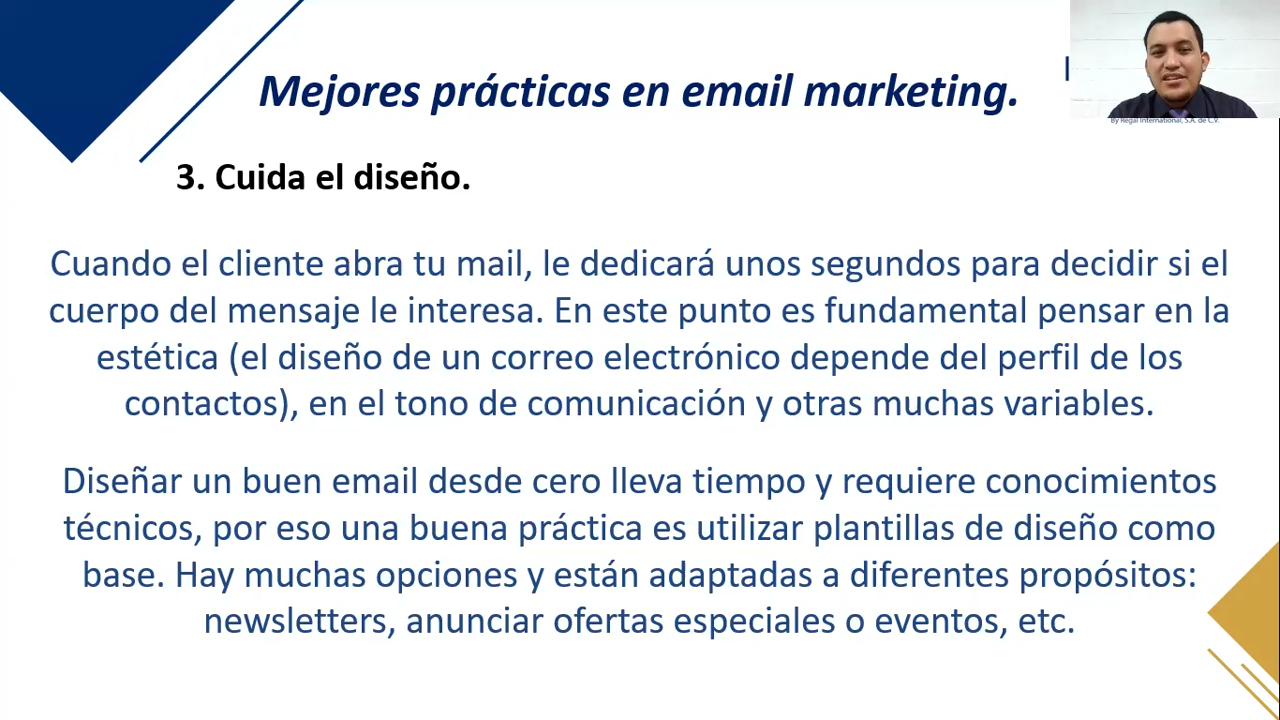 Mejores prácticas en email marketing.
By Regal International, S.A. de C.V.
3. Cuida el diseño.
Cuando el cliente abra tu mail, le dedicará unos segundos para decidir si el
cuerpo del mensaje le interesa. En este punto es fundamental pensar en la
estética (el diseño de un correo electrónico depende del perfil de los
contactos), en el tono de comunicación y otras muchas variables.
Diseñar un buen email desde cero lleva tiempo y requiere conocimientos
técnicos, por eso una buena práctica es utilizar plantillas de diseño como
base. Hay muchas opciones y están adaptadas a diferentes propósitos:
newsletters, anunciar ofertas especiales o eventos, etc.